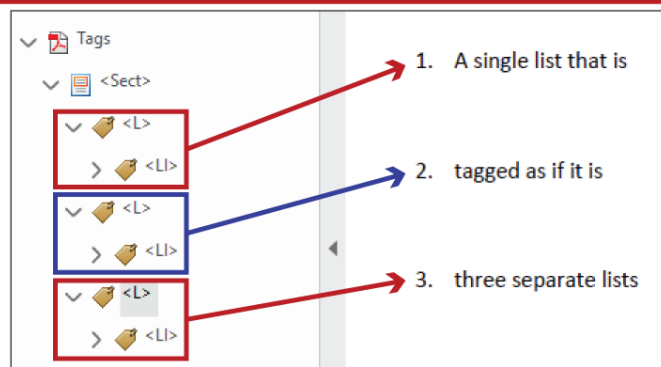 Tags
<Sect>
<L>
1. A single list that is
<LI>
<L>
2. tagged as if it is
<LI>
<L>
3. three separate lists
<LI>